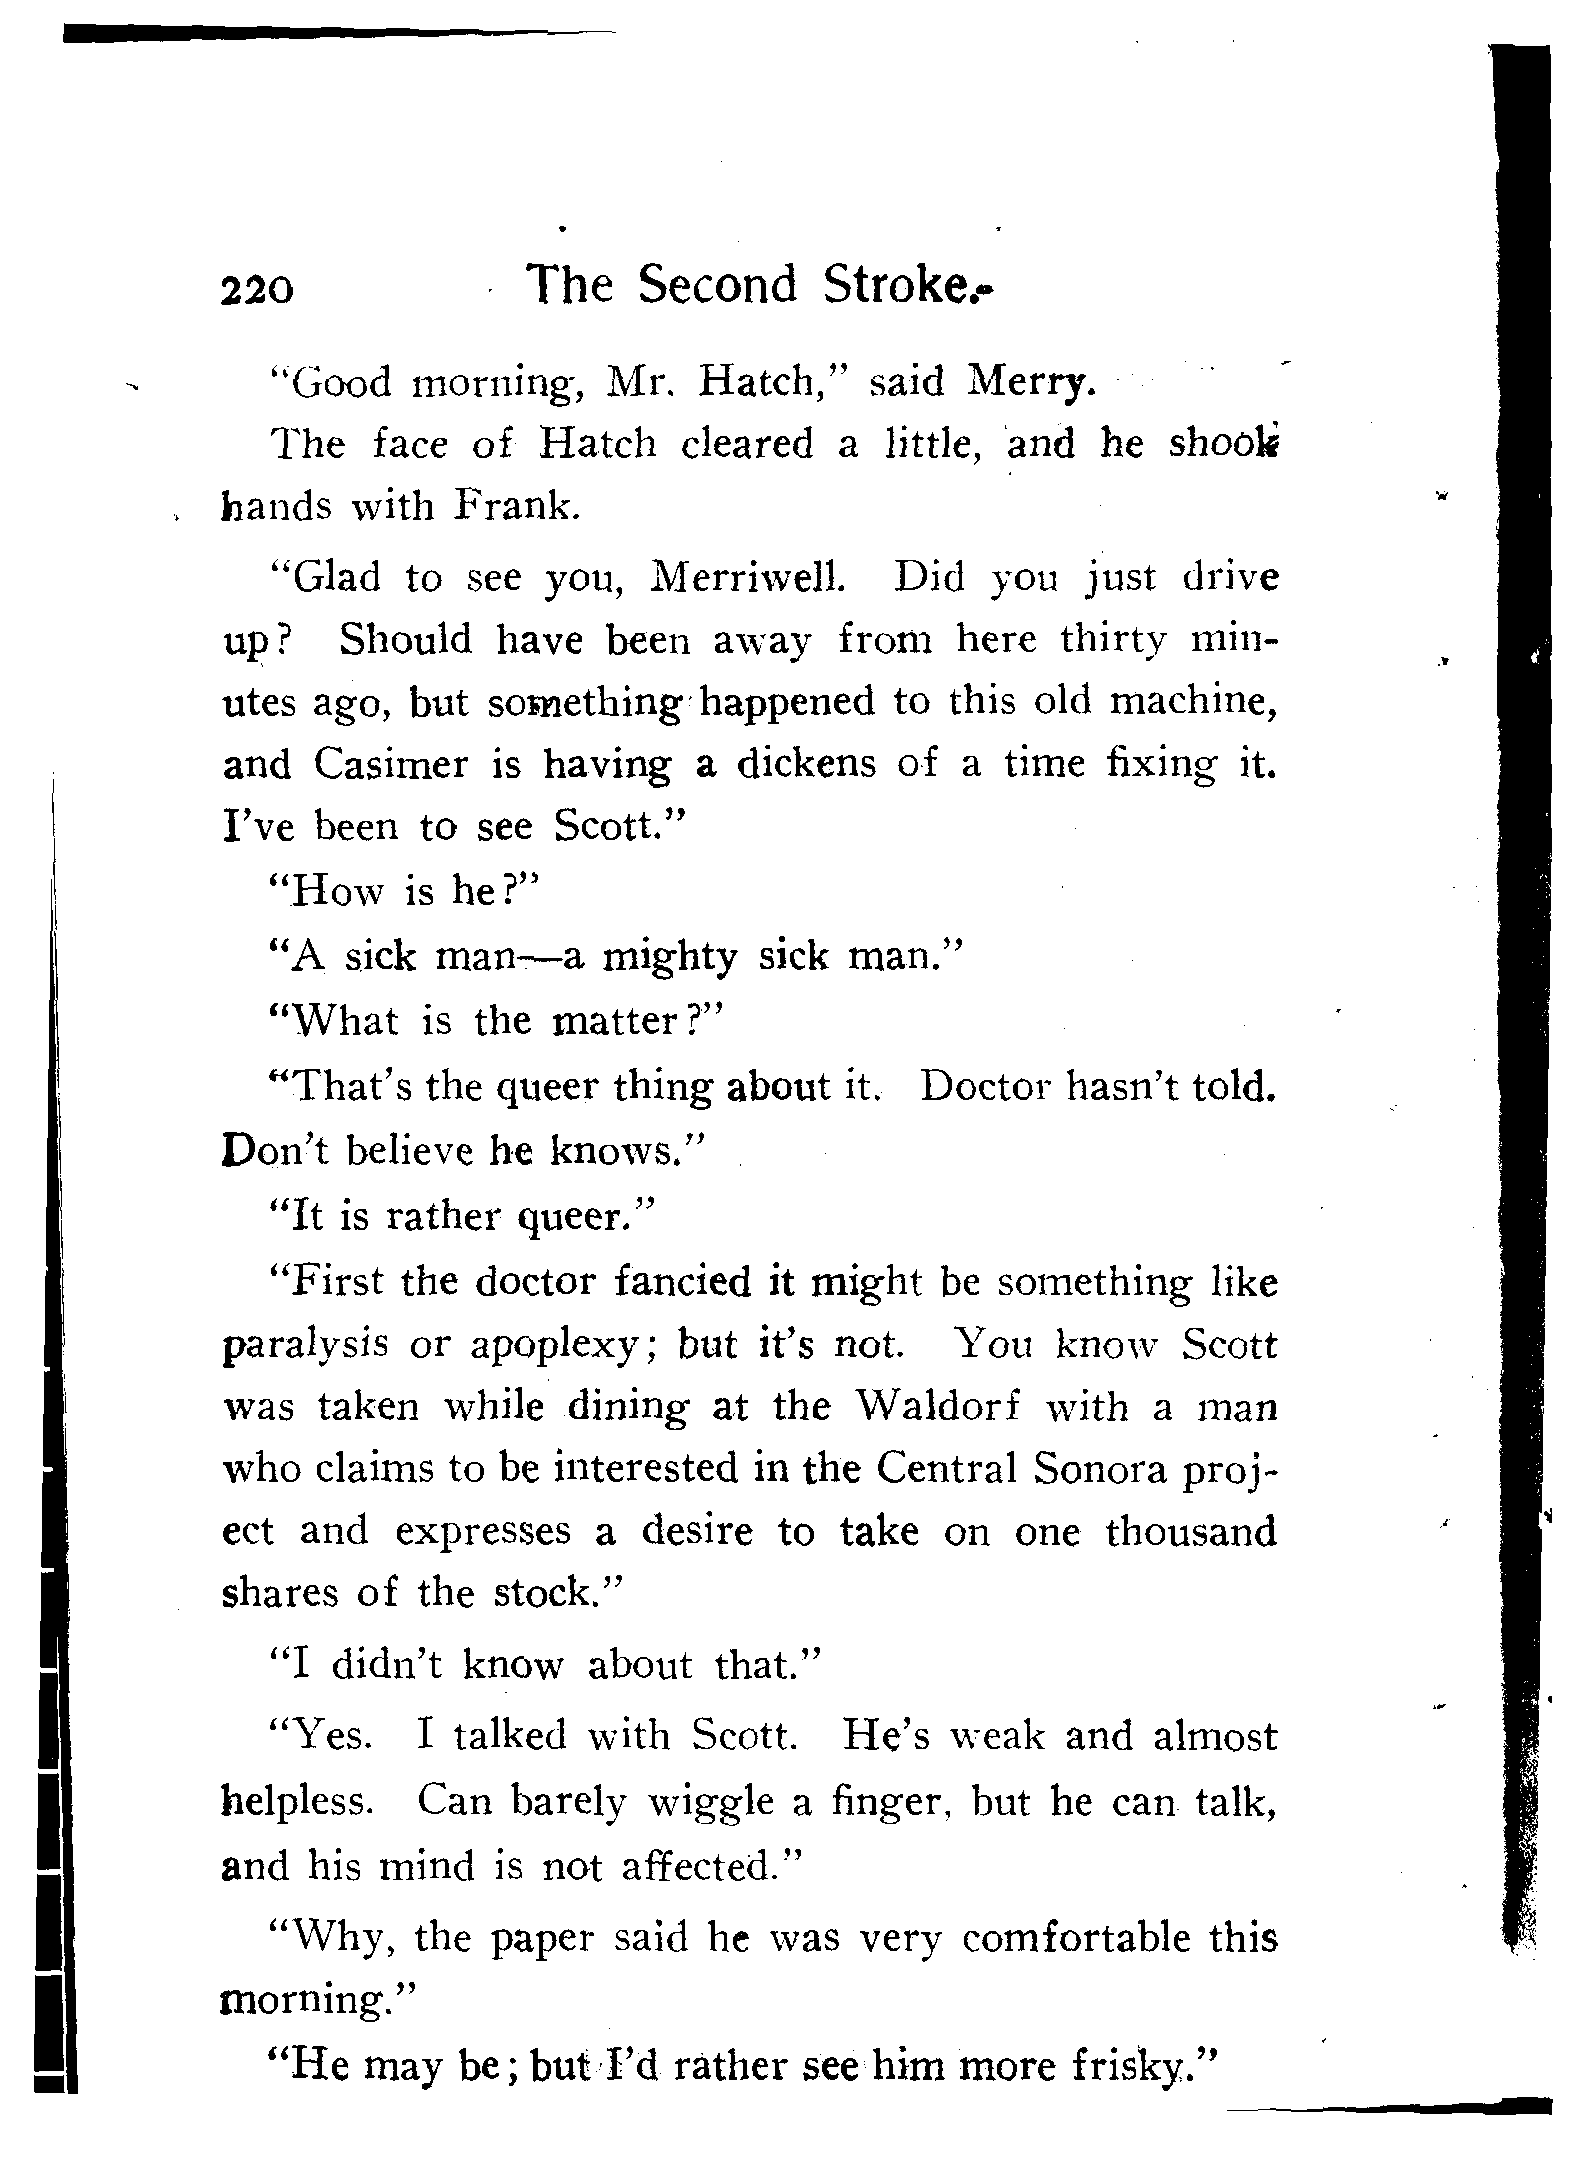 220 The Second Stroke.
"Good morning, Mr. Hatch," said Merry.
The face of Hatch cleared a little, and he shook
hands with Frank.
"Glad to see you, Merriwell. Did you just drive
up? Should have been away from here thirty min-
utes ago, but something happened to this old machine,
and Casimer is having a dickens of a time fixing it.
I've been to see Scott."
"How is he?"
"A sick man—a mighty sick man."
"What is the matter?"
"That's the queer thing about it. Doctor hasn't told.
Don't believe he knows."
"It is rather queer."
"First the doctor fancied it might be something like
paralysis or apoplexy; but it's not. You know Scott
was taken while dining at the Waldorf with a man
who claims to be interested in the Central Sonora proj-
ect and expresses a desire to take on one thousand
shares of the stock."
"I didn't know about that."
"Yes. I talked with Scott. He's weak and almost
helpless. Can barely wiggle a finger, but he can talk,
and his mind is not affected."
"Why, the paper said he was very comfortable this
morning."
"He may be; but I'd rather see him more frisky."